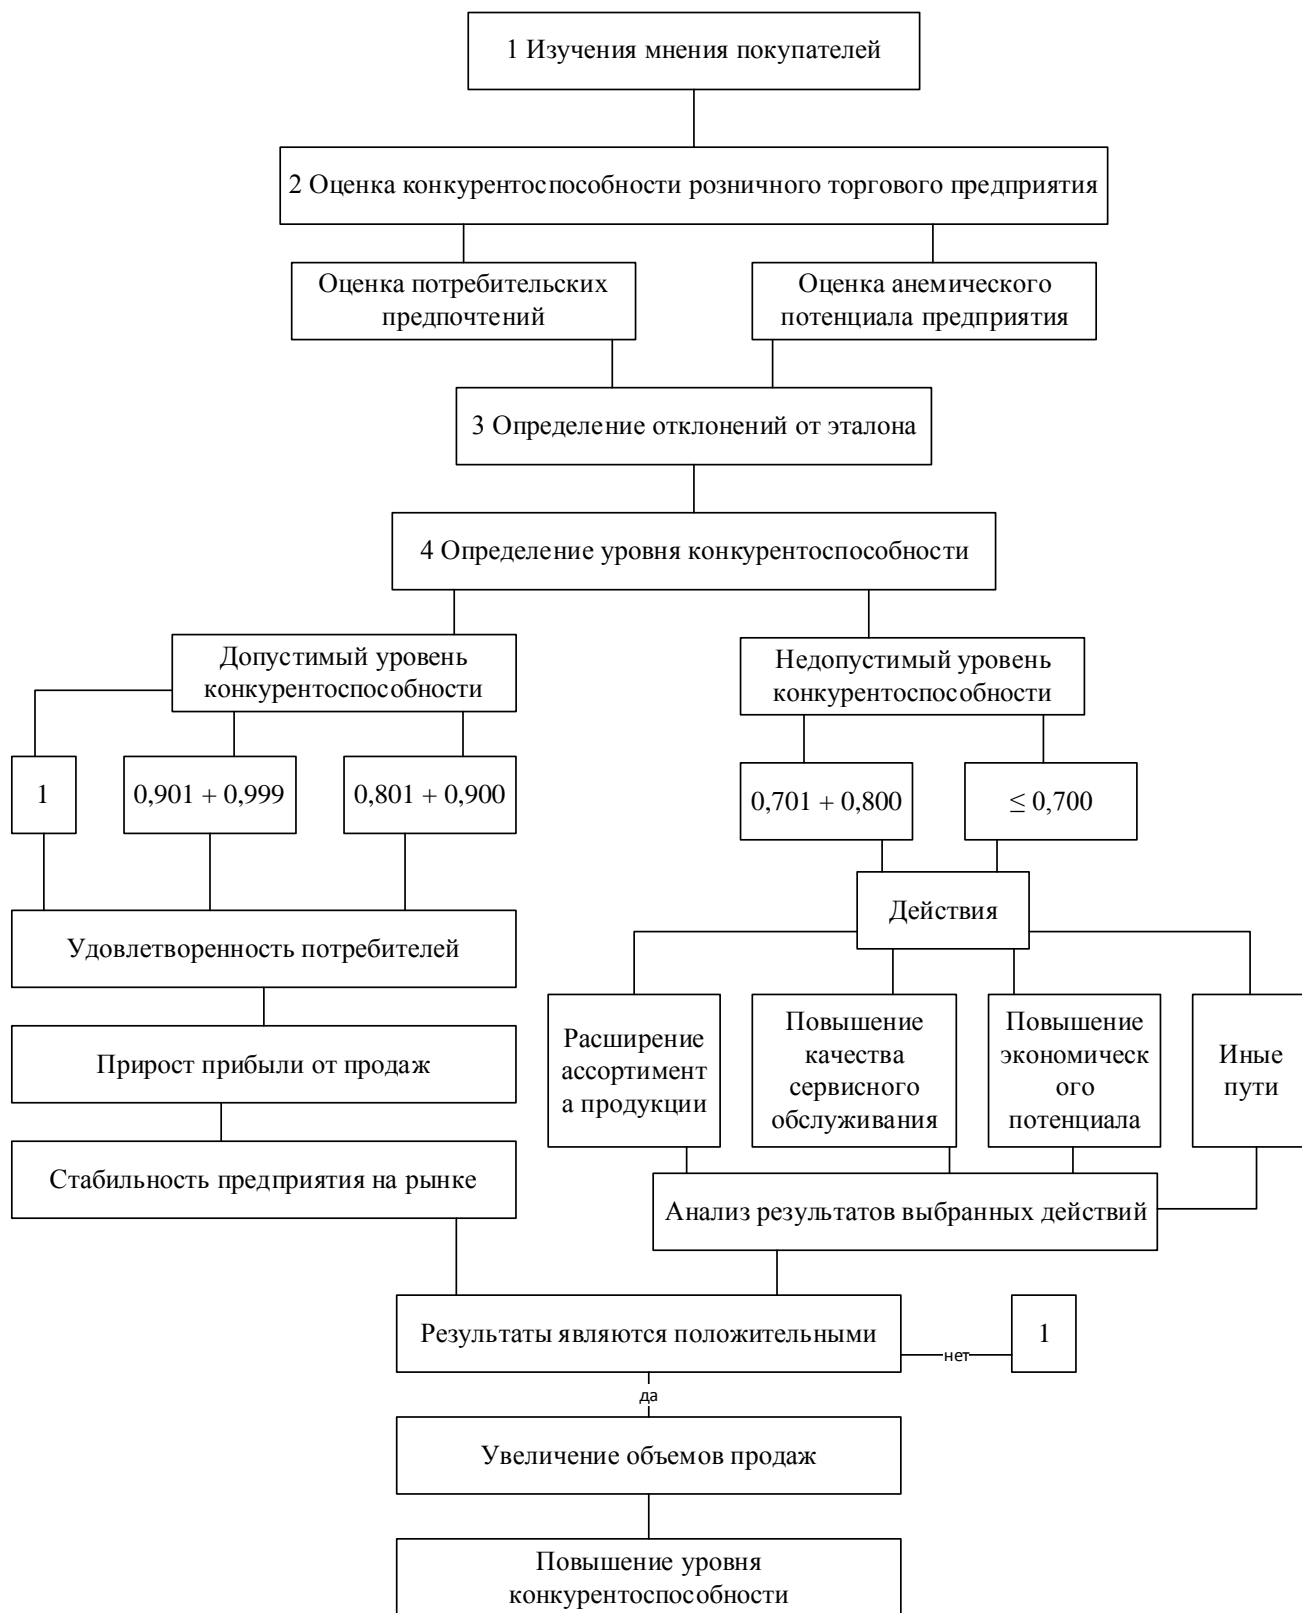 1 Изучения мнения покупателей
2 Оценка конкурентоспособности розничного торгового предприятия
Оценка потребительских
предпочтений
Оценка анемического
потенциала предприятия
3 Определение отклонений от эталона
4 Определение уровня конкурентоспособности
Допустимый уровень
конкурентоспособности
Недопустимый уровень
конкурентоспособности
1
0,901 + 0,999
0,801 + 0,900
0,701 + 0,800
≤ 0,700
Действия
Удовлетворенность потребителей
Прирост прибыли от продаж
Стабильность предприятия на рынке
Расширение
ассортимент
а продукции
Повышение
качества
сервисного
обслуживания
Повышение
экономическ
ого
потенциала
Иные
пути
Анализ результатов выбранных действий
Результаты являются положительными
нет
1
да
Увеличение объемов продаж
Повышение уровня
конкурентоспособности